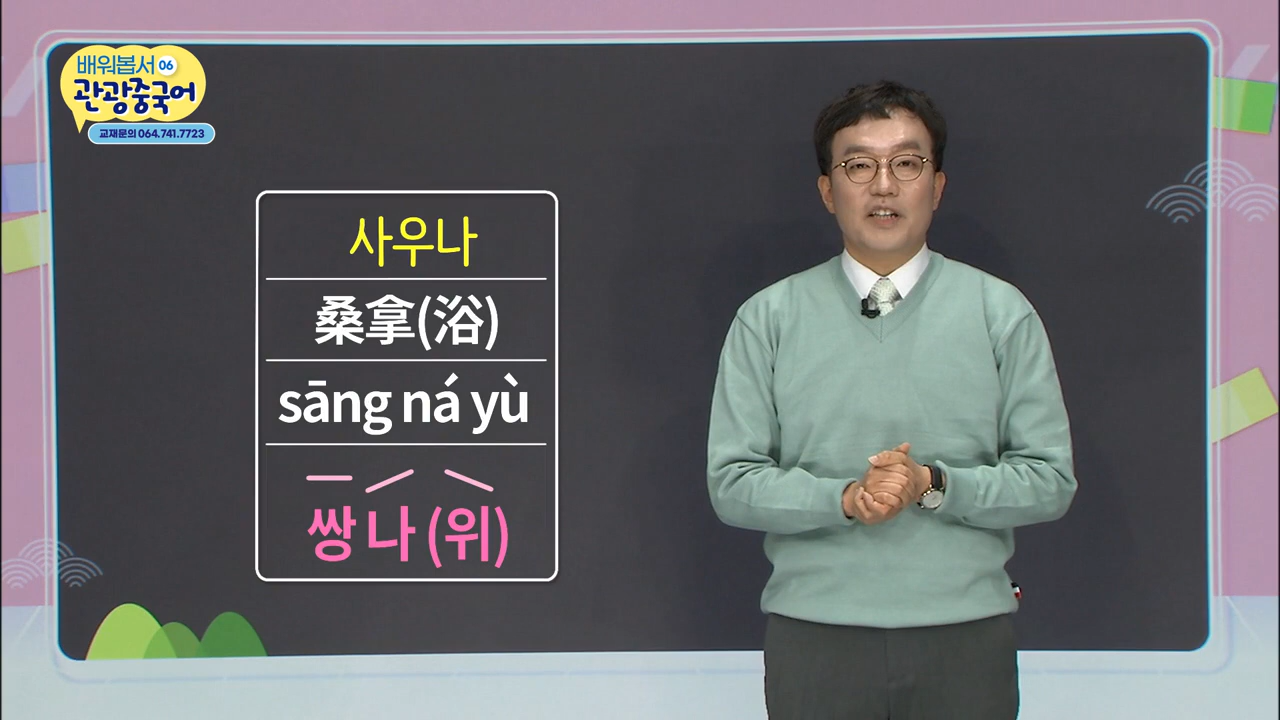 배워봅서 06
관광중국어
교재문의 064.741.7723
사우나
桑拿(浴)
sāng ná yù
쌍 나 (위)